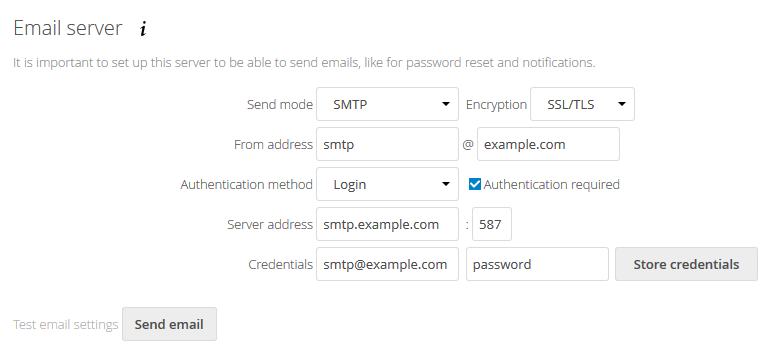 Email server i
It is important to set up this server to be able to send emails, like for password reset and notifications.
Send mode SMTP Encryption SSL/TLS
From address smtp @ example.com
Authentication method Login Authentication required
Server address smtp.example.com : 587
Credentials smtp@example.com password Store credentials
Test email settings Send email